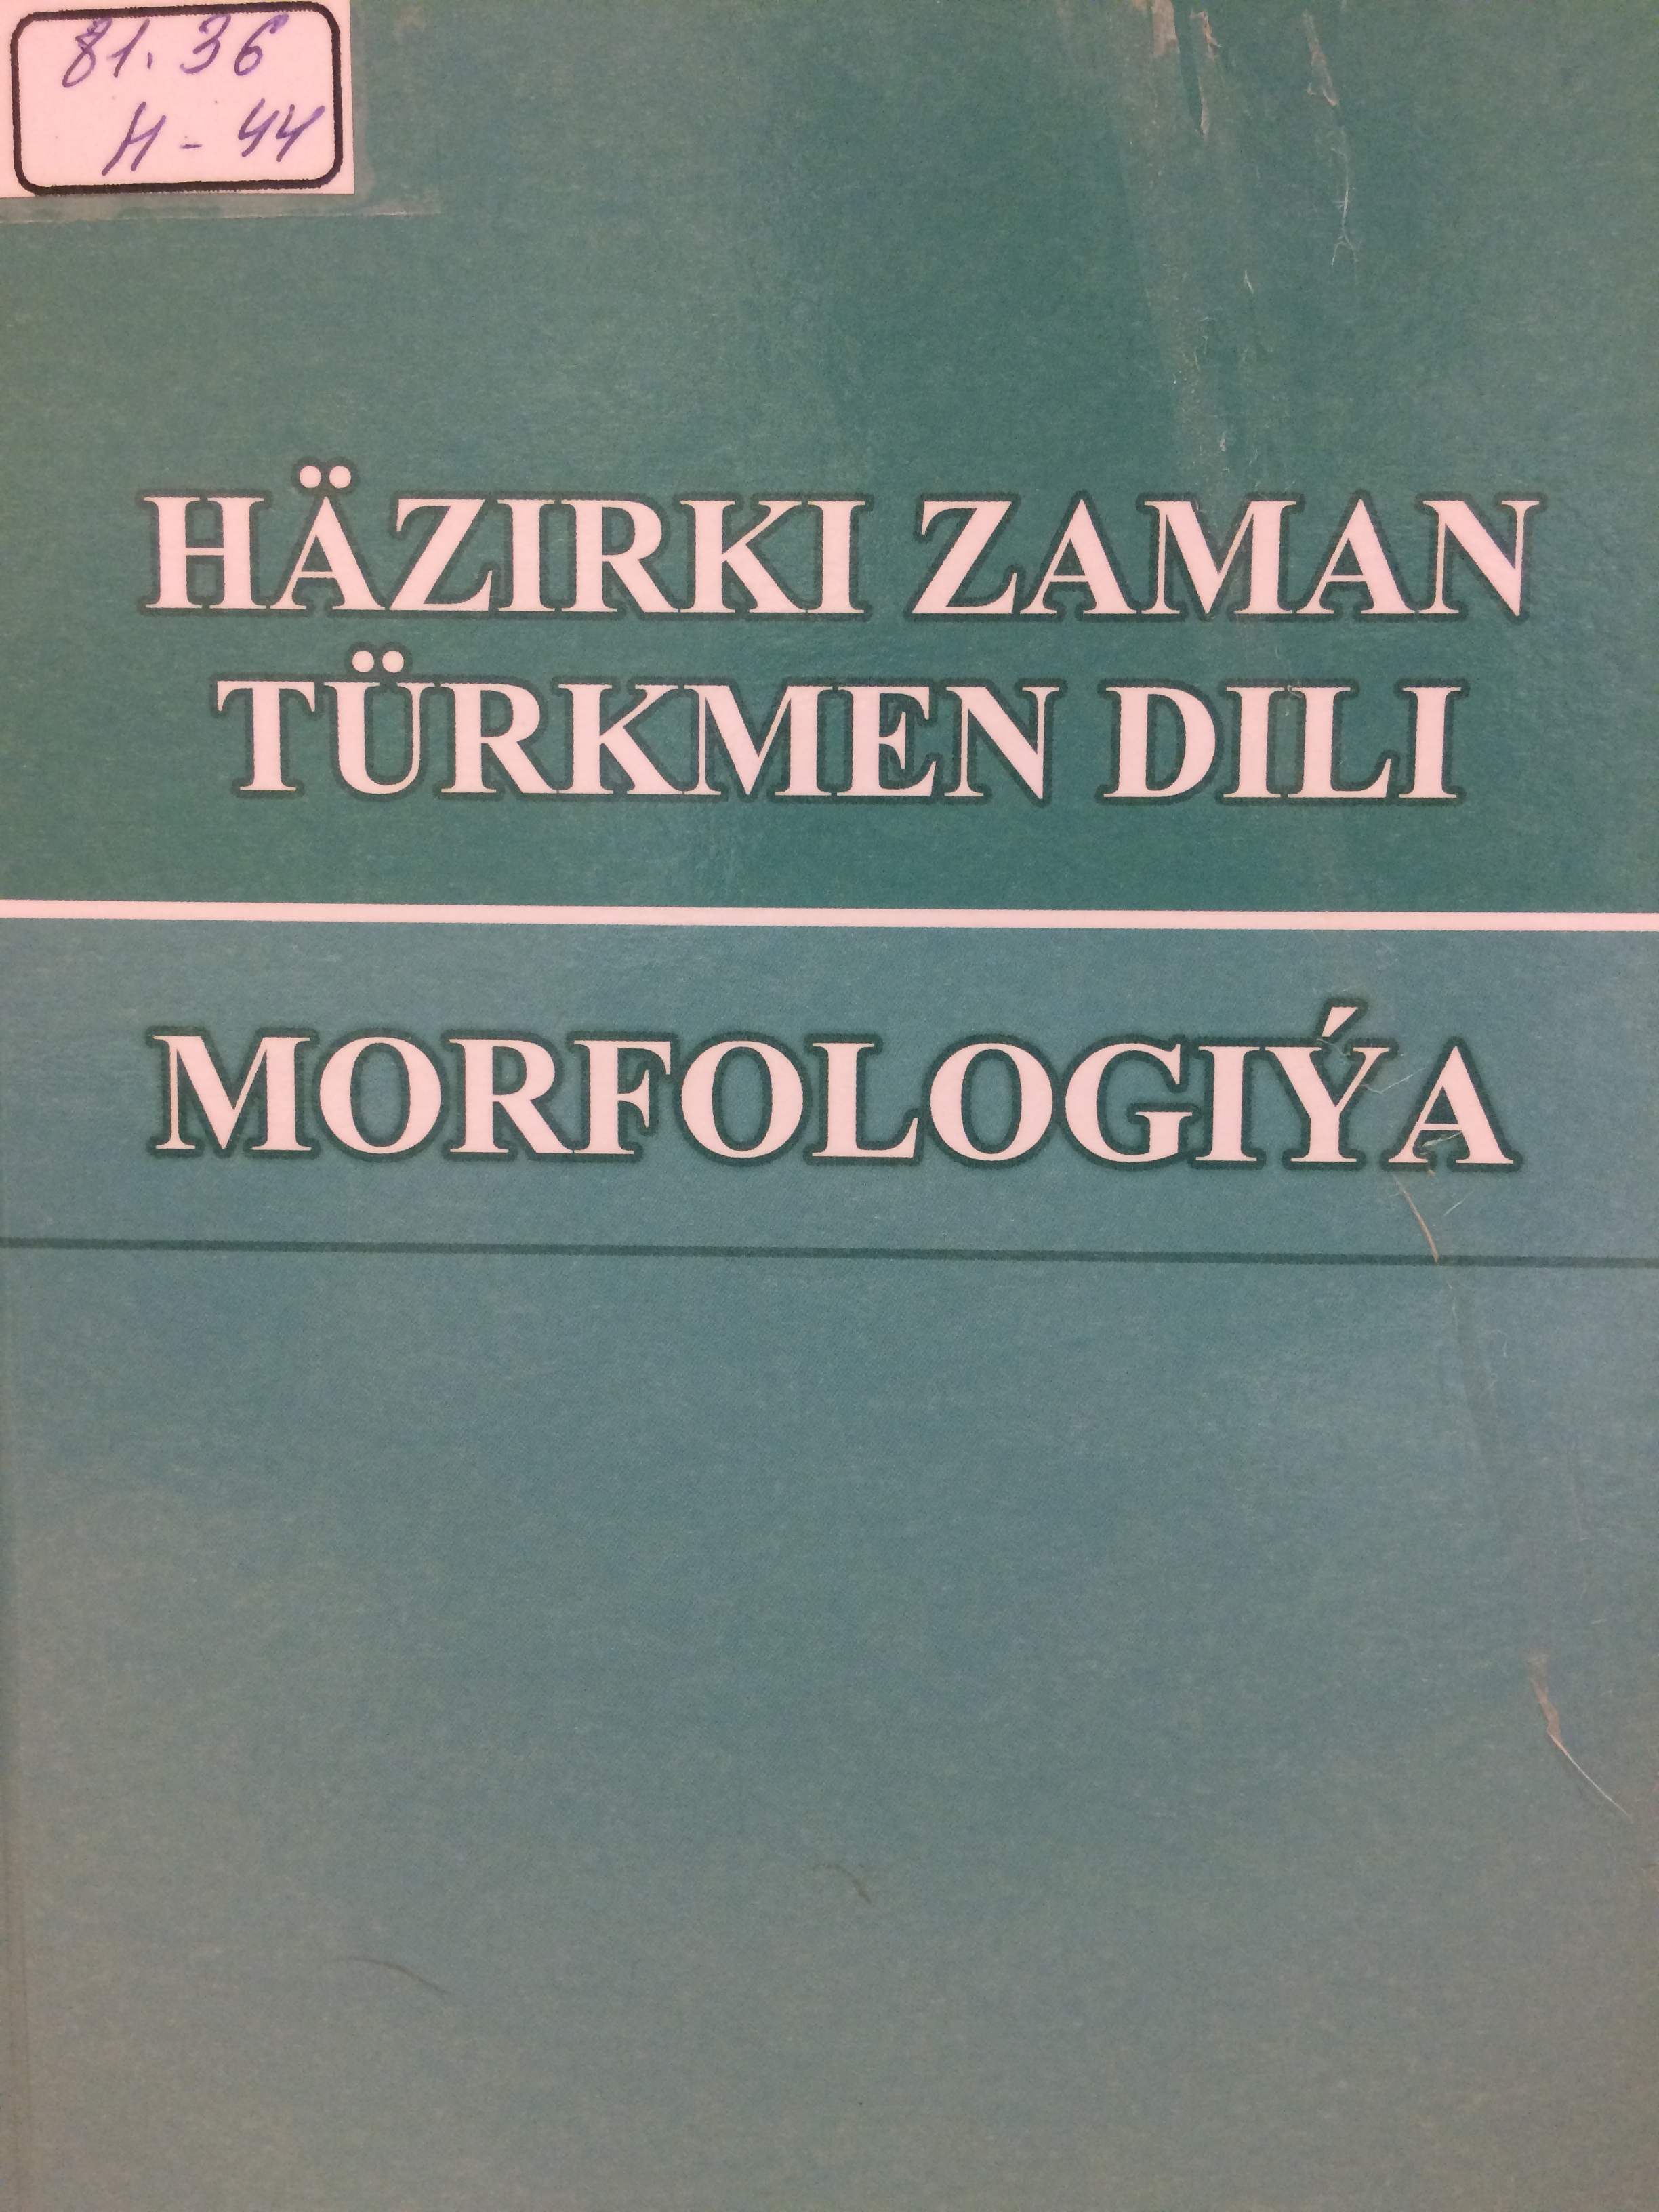 81.36
H-44
HÄZIRKI ZAMAN
TÜRKMEN DILI
MORFOLOGIÝA